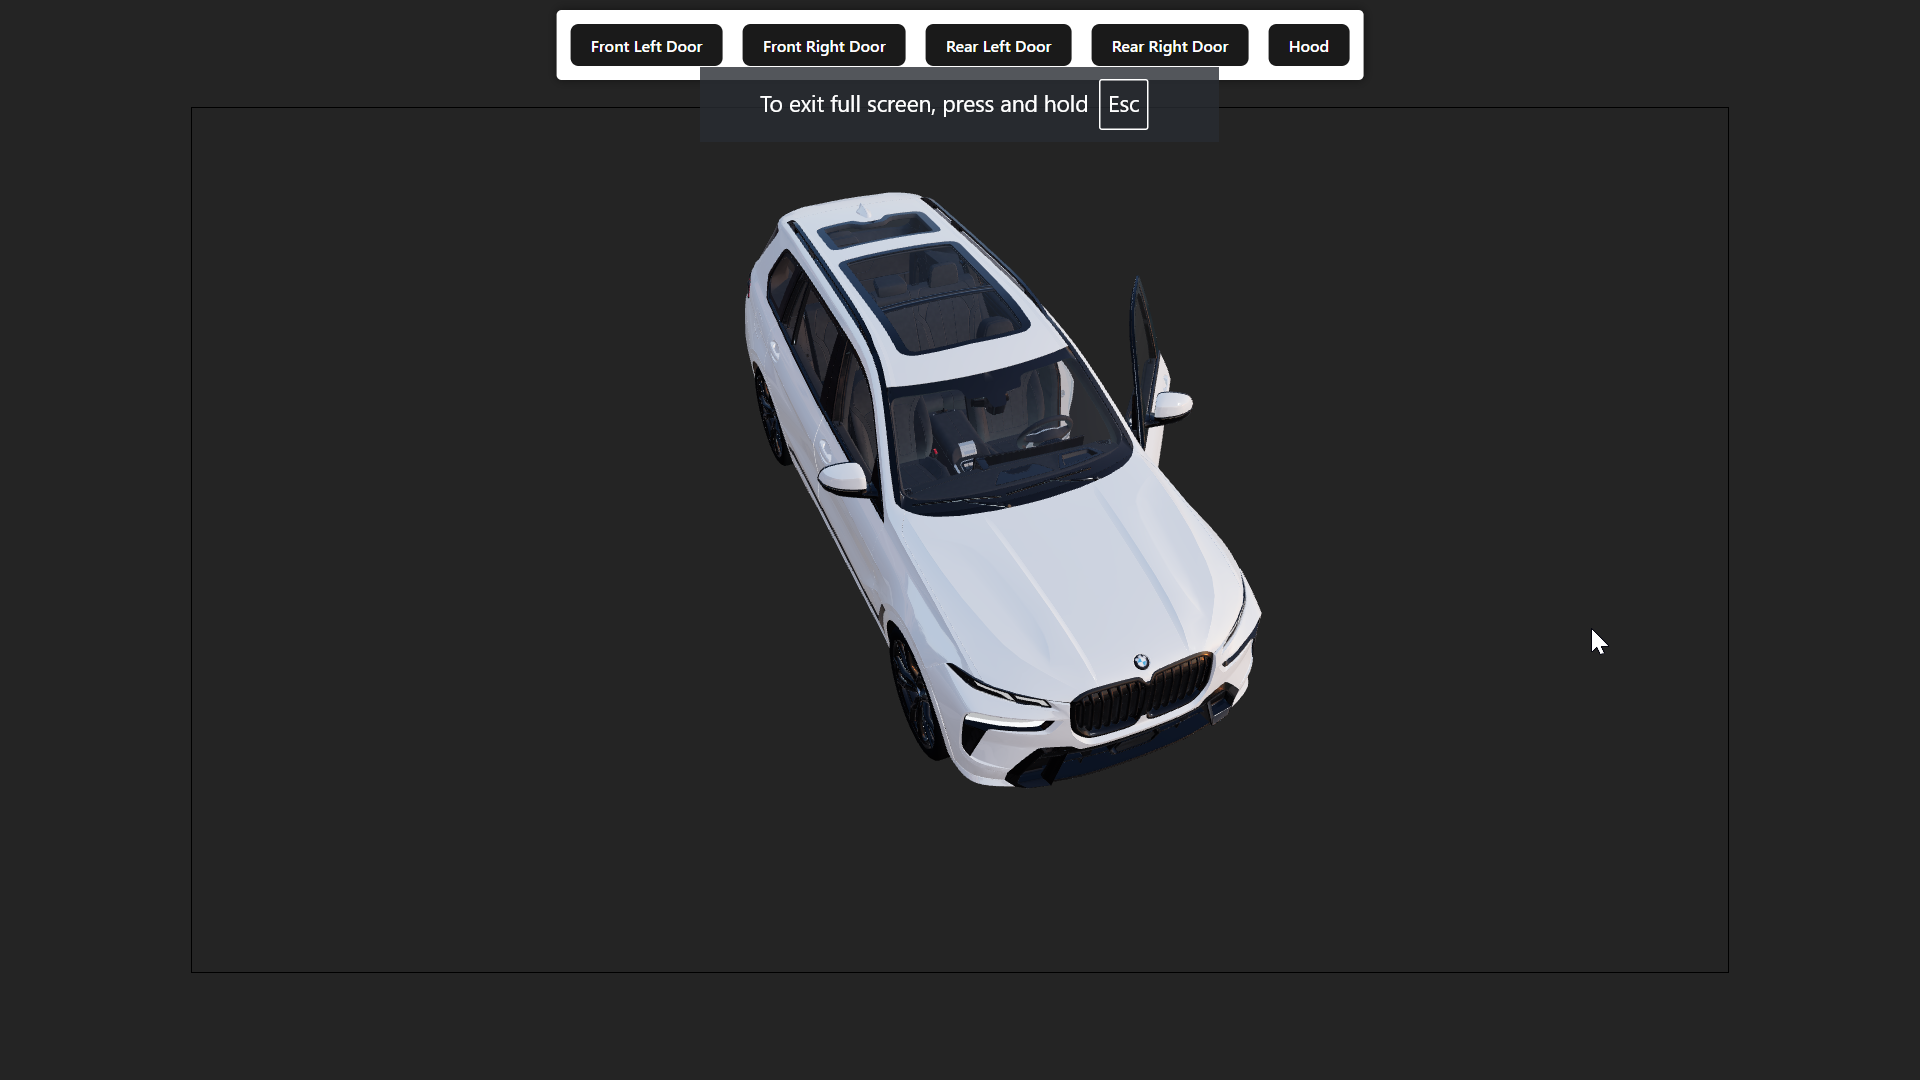 Front Left Door
Front Right Door
Rear Left Door
Rear Right Door
Hood
To exit full screen, press and hold Esc